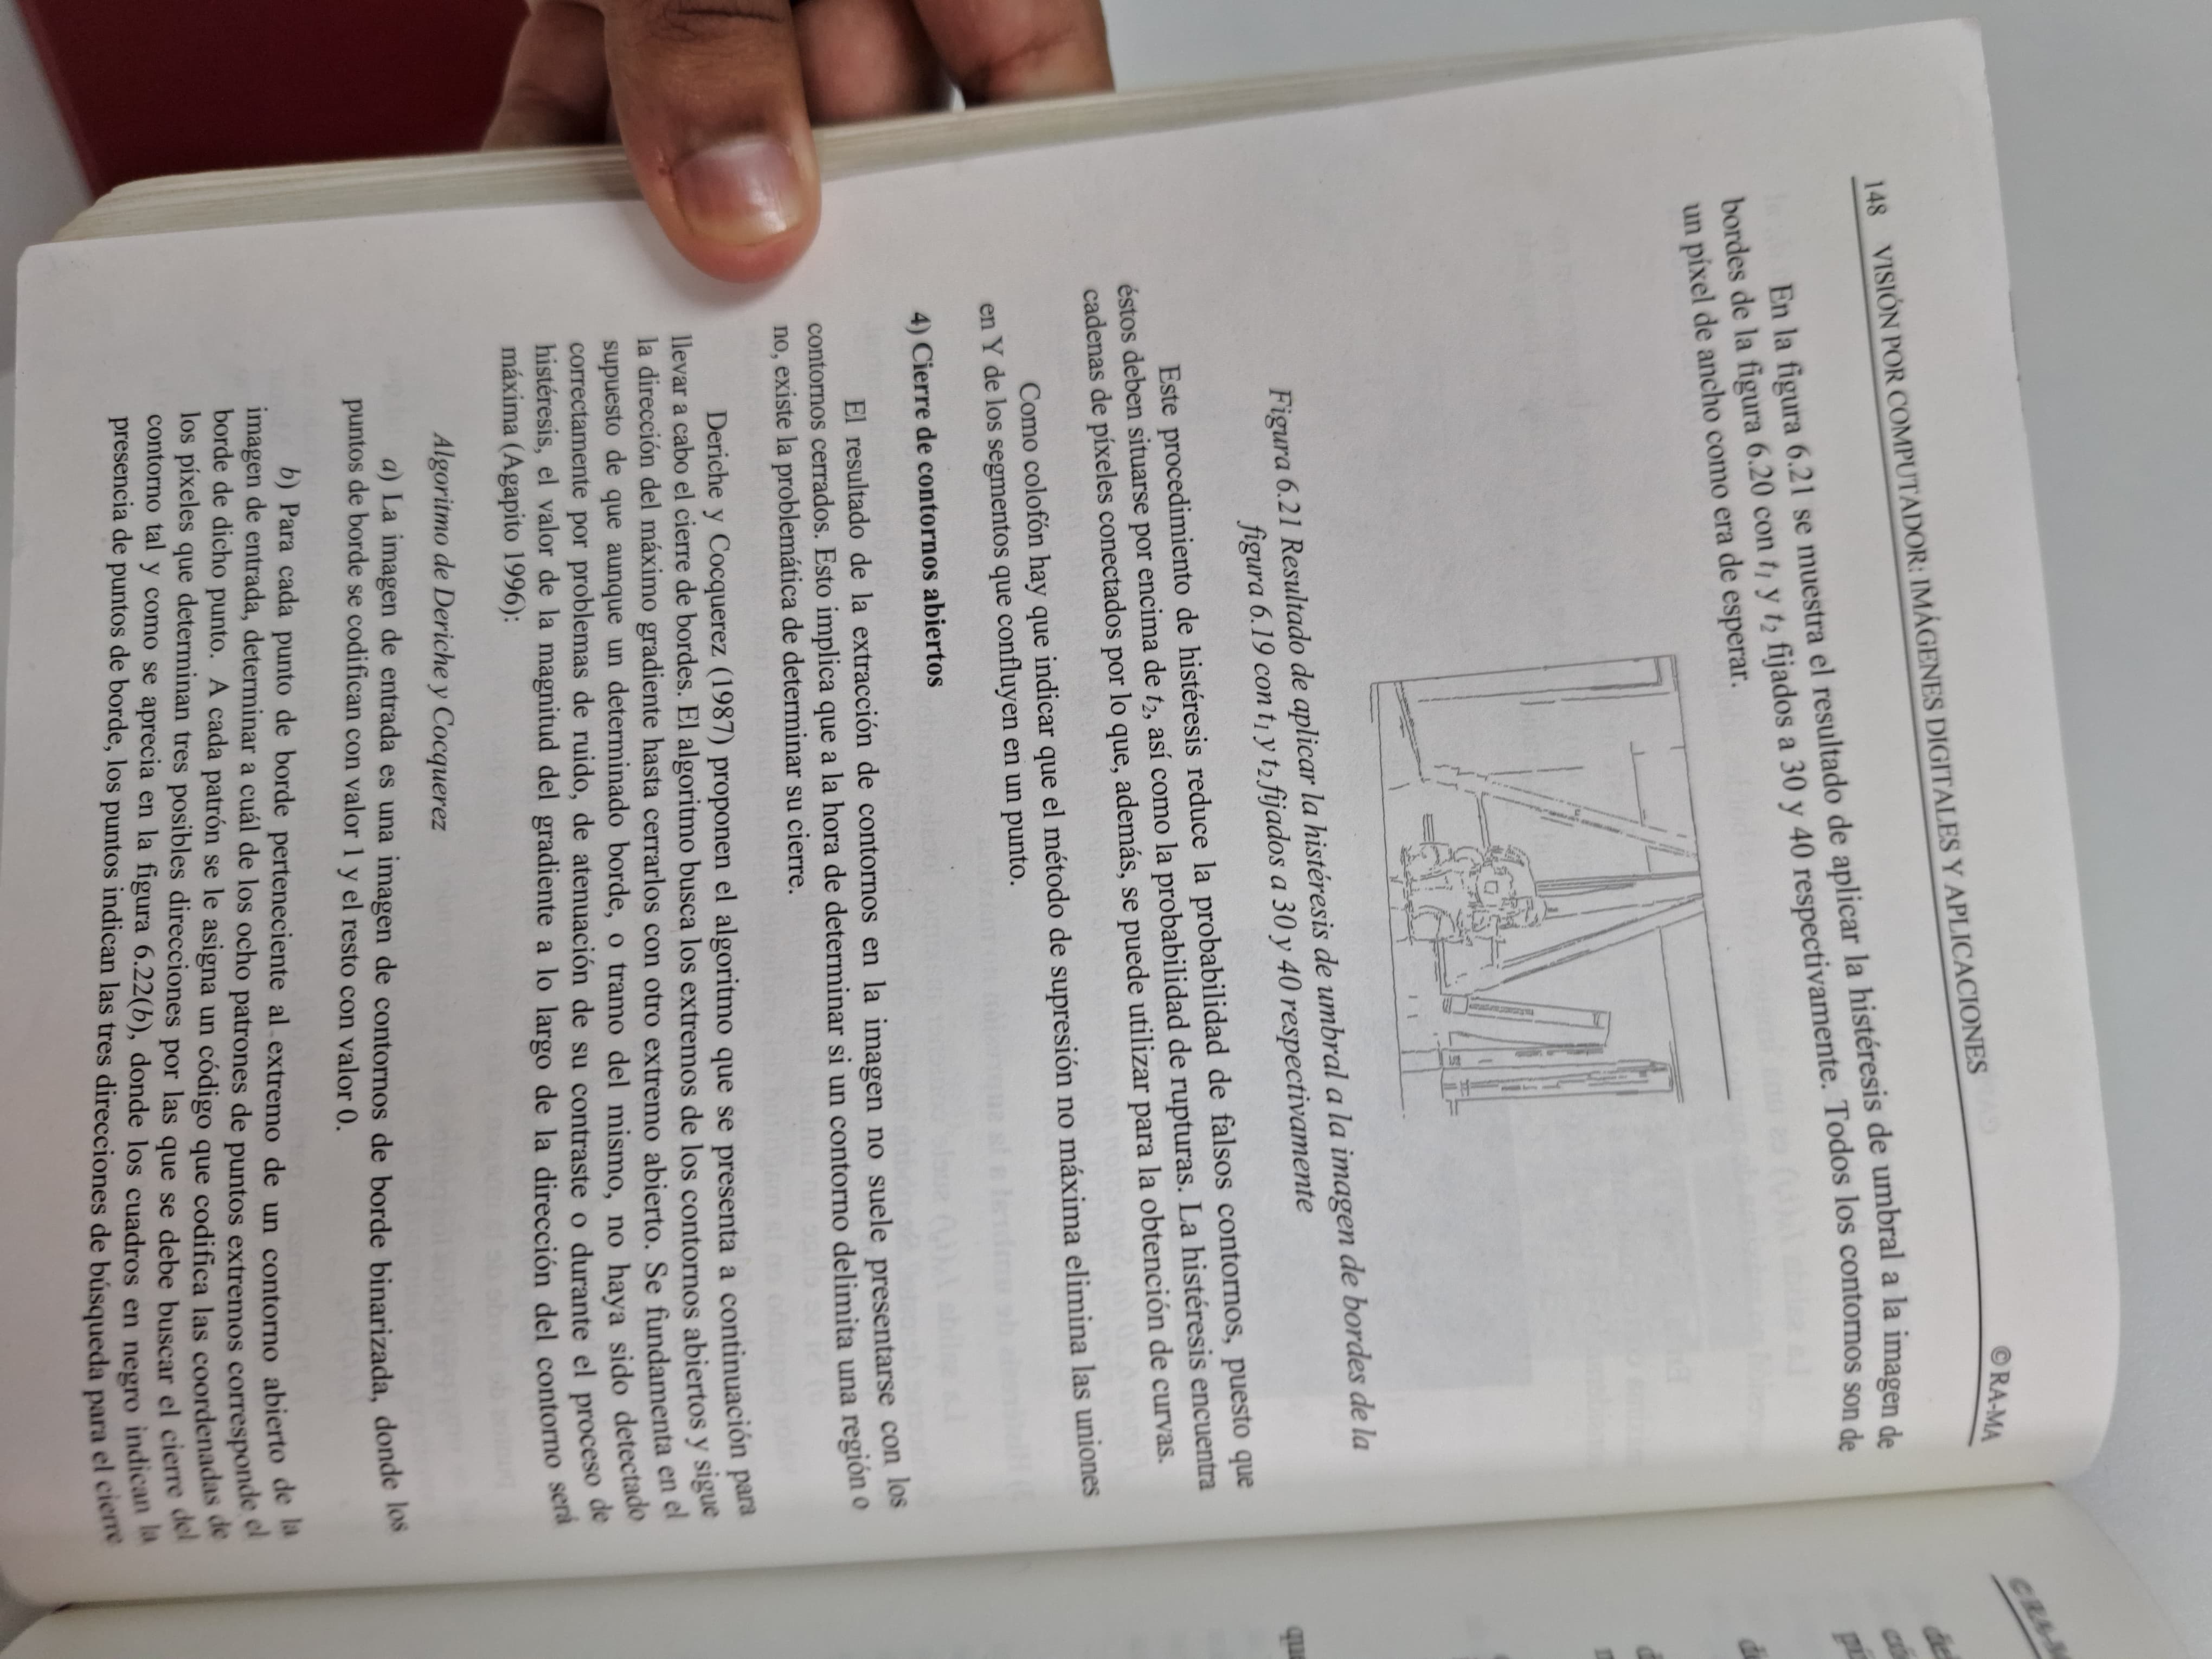 148 VISIÓN POR COMPUTADOR: IMÁGENES DIGITALES Y APLICACIONES © RA-MA
En la figura 6.21 se muestra el resultado de aplicar la histéresis de umbral a la imagen de
bordes de la figura 6.20 con t₁ y t₂ fijados a 30 y 40 respectivamente. Todos los contornos son de
un píxel de ancho como era de esperar.
Figura 6.21 Resultado de aplicar la histéresis de umbral a la imagen de bordes de la
figura 6.19 con t₁ y t₂ fijados a 30 y 40 respectivamente
Este procedimiento de histéresis reduce la probabilidad de falsos contornos, puesto que
éstos deben situarse por encima de t₂, así como la probabilidad de rupturas. La histéresis encuentra
cadenas de píxeles conectados por lo que, además, se puede utilizar para la obtención de curvas.
Como colofón hay que indicar que el método de supresión no máxima elimina las uniones
en Y de los segmentos que confluyen en un punto.
4) Cierre de contornos abiertos
El resultado de la extracción de contornos en la imagen no suele presentarse con los
contornos cerrados. Esto implica que a la hora de determinar si un contorno delimita una región o
no, existe la problemática de determinar su cierre.
Deriche y Cocquerez (1987) proponen el algoritmo que se presenta a continuación para
llevar a cabo el cierre de bordes. El algoritmo busca los extremos de los contornos abiertos y sigue
la dirección del máximo gradiente hasta cerrarlos con otro extremo abierto. Se fundamenta en el
supuesto de que aunque un determinado borde, o tramo del mismo, no haya sido detectado
correctamente por problemas de ruido, de atenuación de su contraste o durante el proceso de
histéresis, el valor de la magnitud del gradiente a lo largo de la dirección del contorno será
máxima (Agapito 1996):
Algoritmo de Deriche y Cocquerez
a) La imagen de entrada es una imagen de contornos de borde binarizada, donde los
puntos de borde se codifican con valor 1 y el resto con valor 0.
b) Para cada punto de borde perteneciente al extremo de un contorno abierto de la
imagen de entrada, determinar a cuál de los ocho patrones de puntos extremos corresponde el
borde de dicho punto. A cada patrón se le asigna un código que codifica las coordenadas de
los píxeles que determinan tres posibles direcciones por las que se debe buscar el cierre del
contorno tal y como se aprecia en la figura 6.22(b), donde los cuadros en negro indican la
presencia de puntos de borde, los puntos indican las tres direcciones de búsqueda para el cierre